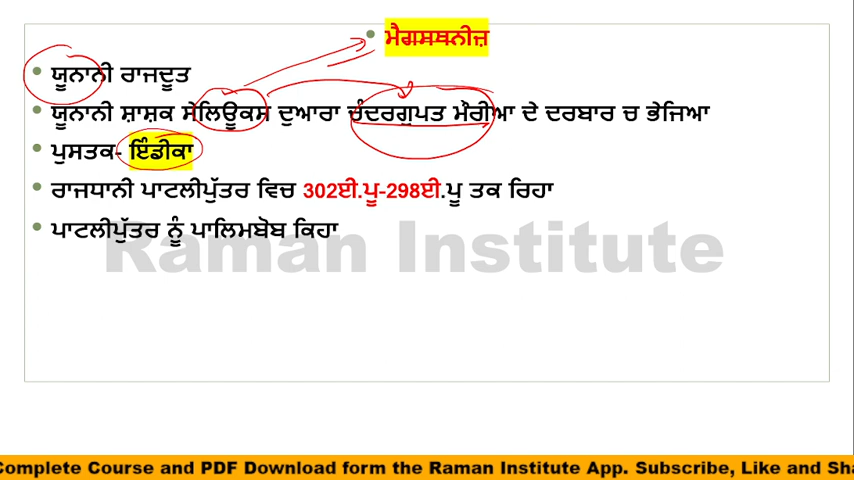 ਮੈਗਸਥਨੀਜ਼
ਯੂਨਾਨੀ ਰਾਜਦੂਤ
ਯੂਨਾਨੀ ਸ਼ਾਸ਼ਕ ਸੇਲਿਊਕਸ ਦੁਆਰਾ ਚੰਦਰਗੁਪਤ ਮੌਰੀਆ ਦੇ ਦਰਬਾਰ ਚ ਭੇਜਿਆ
ਪੁਸਤਕ- ਇੰਡੀਕਾ
ਰਾਜਧਾਨੀ ਪਾਟਲੀਪੁੱਤਰ ਵਿਚ 302ਈ.ਪੂ-298ਈ.ਪੂ ਤਕ ਰਿਹਾ
ਪਾਟਲੀਪੁੱਤਰ ਨੂੰ ਪਾਲਿਮਬੋਬ ਕਿਹਾ
Raman Institute
Complete Course and PDF Download form the Raman Institute App. Subscribe, Like and Sha